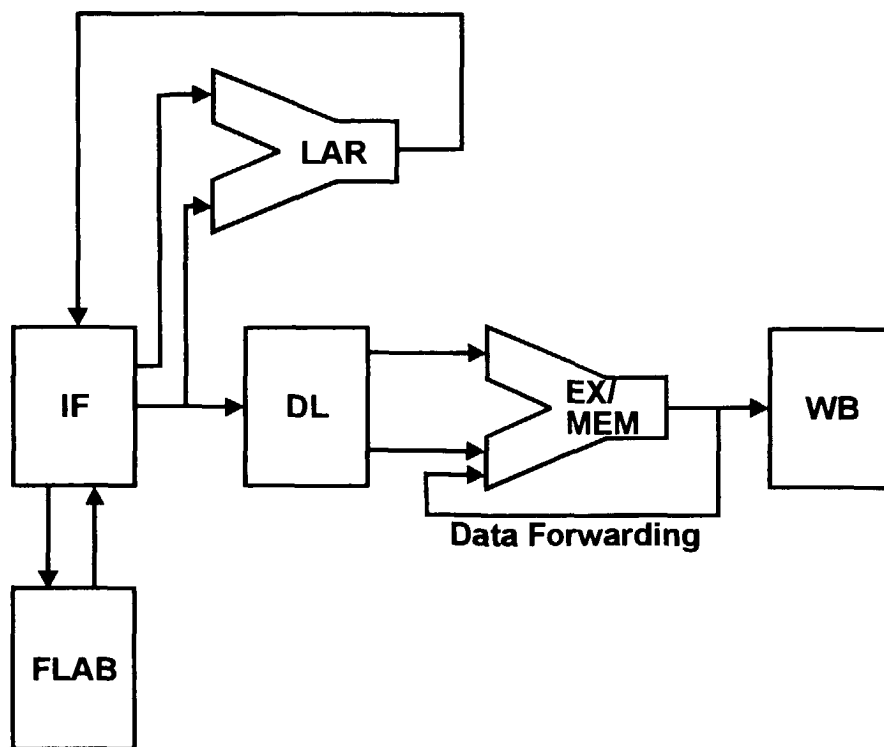 LAR
IF
DL
EX/
MEM
WB
Data Forwarding
FLAB